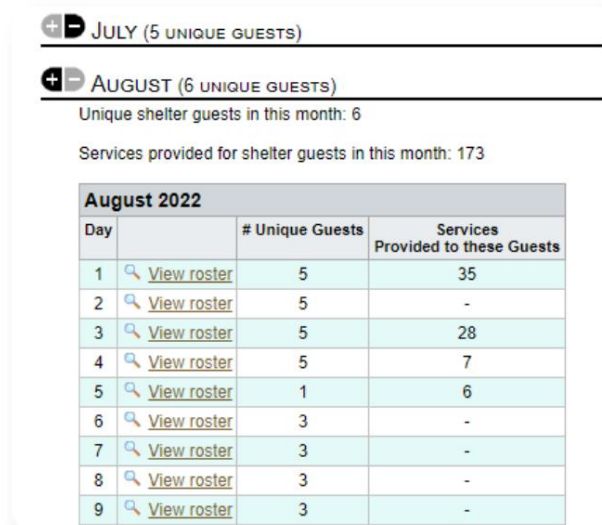 JULY (5 UNIQUE GUESTS)
AUGUST (6 UNIQUE GUESTS)
Unique shelter guests in this month: 6
Services provided for shelter guests in this month: 173
August 2022
Day # Unique Guests Services Provided to these Guests
1 View roster 5 35
2 View roster 5 -
3 View roster 5 28
4 View roster 5 7
5 View roster 1 6
6 View roster 3 -
7 View roster 3 -
8 View roster 3 -
9 View roster 3 -